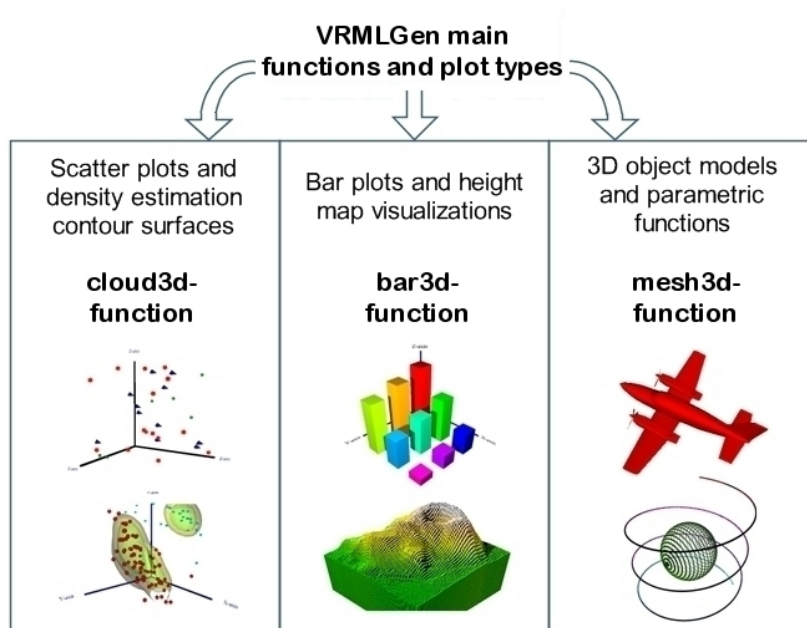 VRMLGen main
functions and plot types
Scatter plots and
density estimation
contour surfaces
cloud3d-
function
Bar plots and height
map visualizations
bar3d-
function
3D object models
and parametric
functions
mesh3d-
function